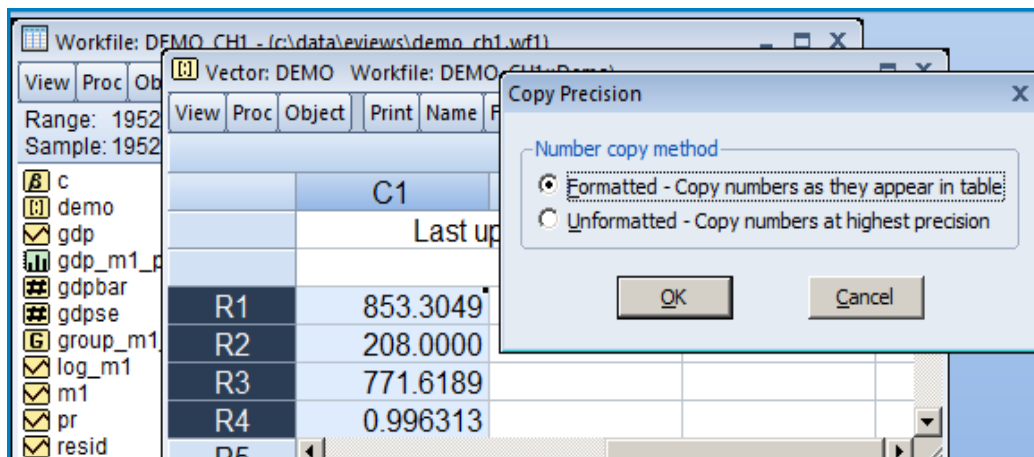 Workfile: DEMO_CH1 - (c:\data\eviews\demo_ch1.wf1)
View Proc Ob
Range: 1952
Sample: 1952
c
demo
gdp
gdp_m1_p
gdpbar
gdpse
group_m1_
log_m1
m1
pr
resid
Vector: DEMO Workfile: DEMO_CH1::Demo\
View Proc Object Print Name F
C1
Last up
R1 853.3049
R2 208.0000
R3 771.6189
R4 0.996313
R5
Copy Precision
Number copy method
Formatted - Copy numbers as they appear in table
Unformatted - Copy numbers at highest precision
OK Cancel